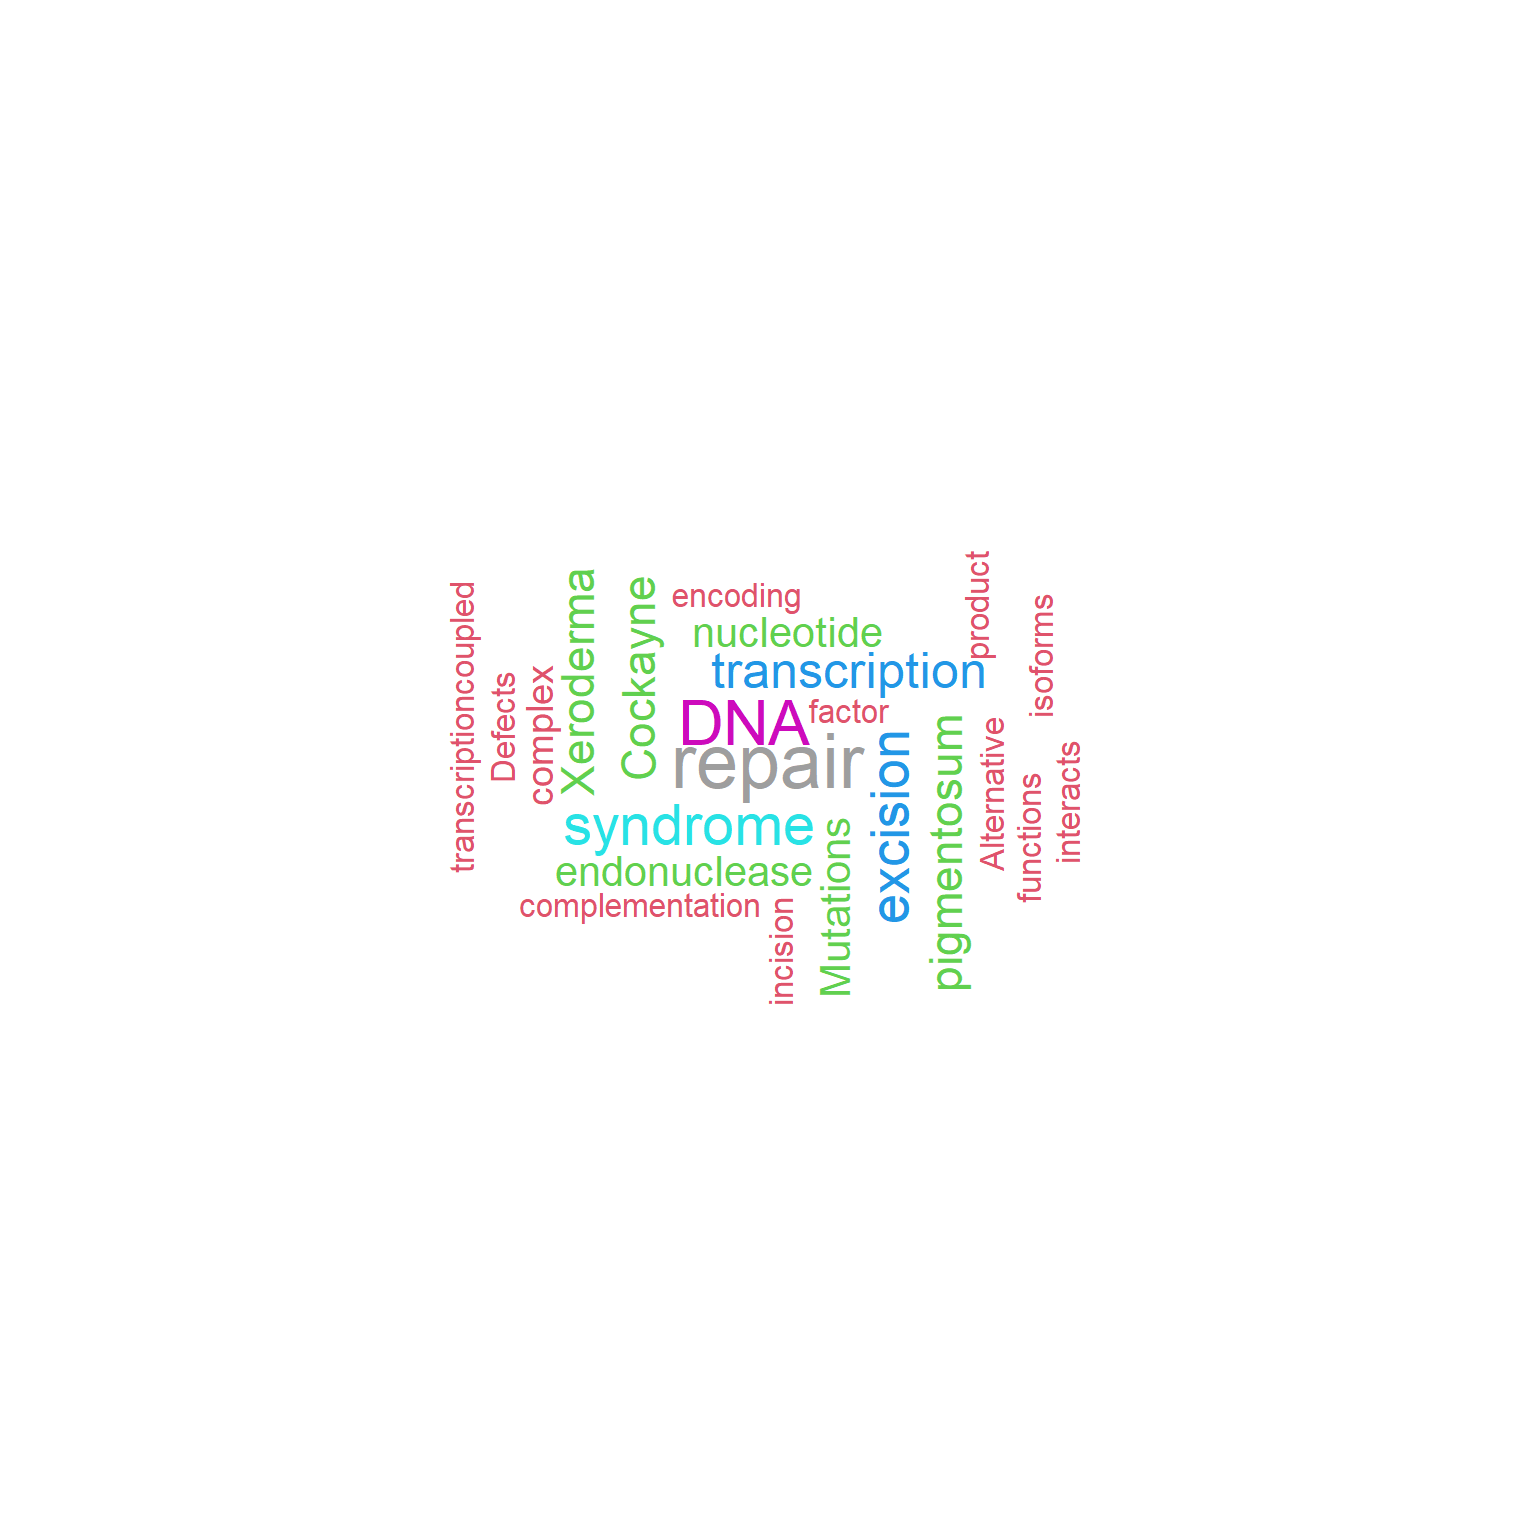 transcriptioncoupled
Defects
complex
Xeroderma
Cockayne
encoding
nucleotide
transcription
product
isoforms
DNA
factor
repair
excision
pigmentosum
Alternative
functions
interacts
syndrome
endonuclease
Mutations
complementation
incision